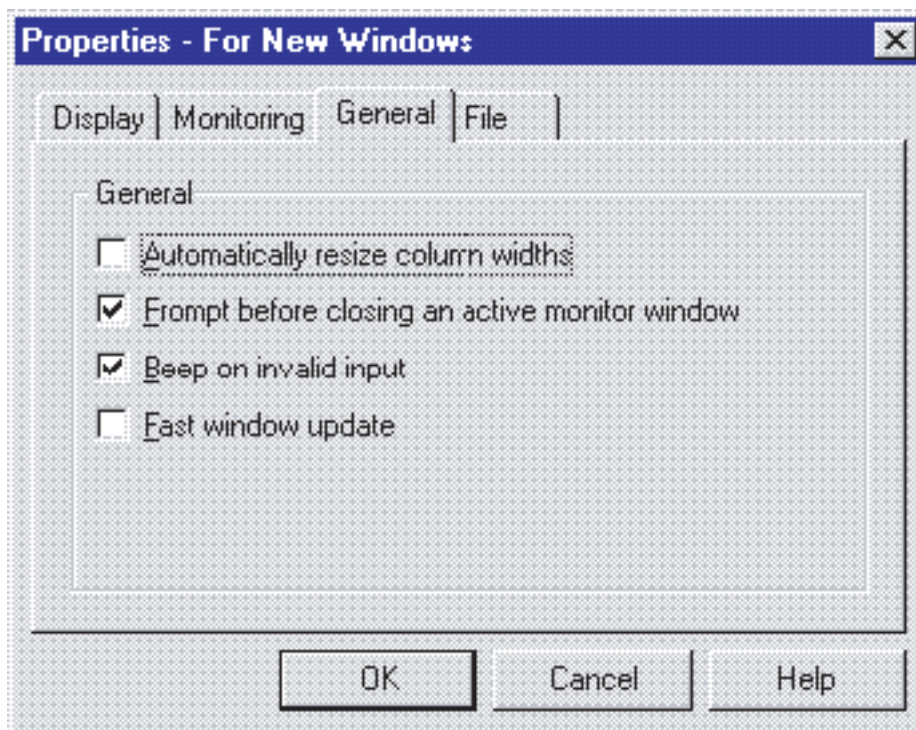 Properties - For New Windows
Display Monitoring General File
General
Automatically resize column widths
Prompt before closing an active monitor window
Beep on invalid input
Fast window update
OK Cancel Help